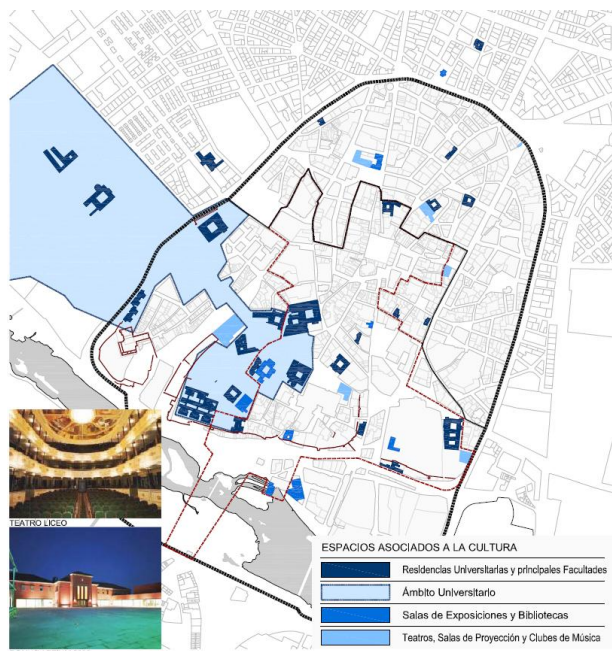 TEATRO LICEO
ESPACIOS ASOCIADOS A LA CULTURA
Residencias Universitarias y principales Facultades
Ámbito Universitario
Salas de Exposiciones y Bibliotecas
Teatros, Salas de Proyección y Clubes de Música